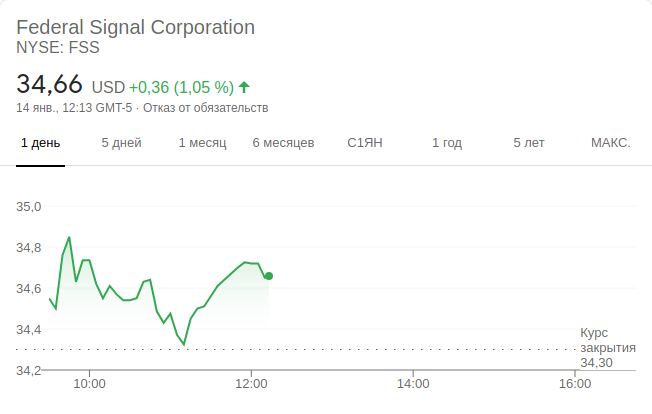 Federal Signal Corporation
NYSE: FSS
34,66 USD +0,36 (1,05 %)
14 янв., 12:13 GMT-5 · Отказ от обязательств
1 день 5 дней 1 месяц 6 месяцев С1ЯН 1 год 5 лет МАКС.
35,0
34,8
34,6
34,4
34,2
Курс
закрытия
34,30
10:00 12:00 14:00 16:00